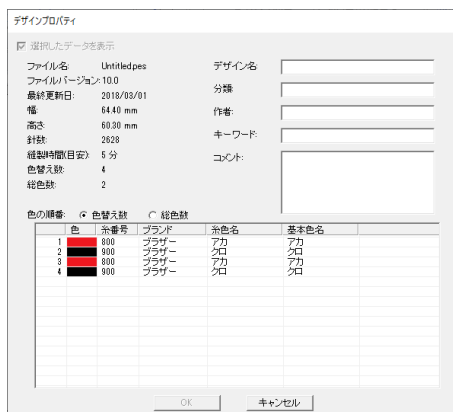 デザインプロパティ
選択したデータを表示
ファイル名: Untitled.pes
ファイルバージョン: 10.0
最終更新日: 2018/03/01
幅: 64.40 mm
高さ: 60.30 mm
針数: 2628
縫製時間(目安): 5 分
色替え数: 4
総色数: 2
デザイン名:
分類:
作者:
キーワード:
コメント:
色の順番: 色替え数 総色数
色 糸番号 ブランド 糸色名 基本色名
1 800 ブラザー アカ アカ
2 900 ブラザー クロ クロ
3 800 ブラザー アカ アカ
4 900 ブラザー クロ クロ
OK キャンセル